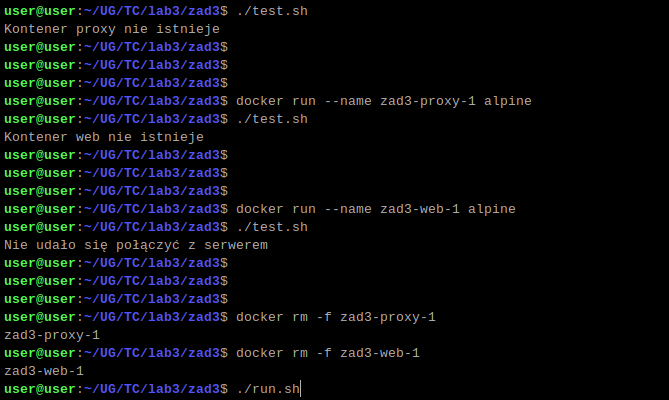 user@user:~/UG/TC/lab3/zad3$ ./test.sh
Kontener proxy nie istnieje
user@user:~/UG/TC/lab3/zad3$
user@user:~/UG/TC/lab3/zad3$
user@user:~/UG/TC/lab3/zad3$
user@user:~/UG/TC/lab3/zad3$ docker run --name zad3-proxy-1 alpine
user@user:~/UG/TC/lab3/zad3$ ./test.sh
Kontener web nie istnieje
user@user:~/UG/TC/lab3/zad3$
user@user:~/UG/TC/lab3/zad3$
user@user:~/UG/TC/lab3/zad3$
user@user:~/UG/TC/lab3/zad3$ docker run --name zad3-web-1 alpine
user@user:~/UG/TC/lab3/zad3$ ./test.sh
Nie udało się połączyć z serwerem
user@user:~/UG/TC/lab3/zad3$
user@user:~/UG/TC/lab3/zad3$
user@user:~/UG/TC/lab3/zad3$
user@user:~/UG/TC/lab3/zad3$ docker rm -f zad3-proxy-1
zad3-proxy-1
user@user:~/UG/TC/lab3/zad3$ docker rm -f zad3-web-1
zad3-web-1
user@user:~/UG/TC/lab3/zad3$ ./run.sh